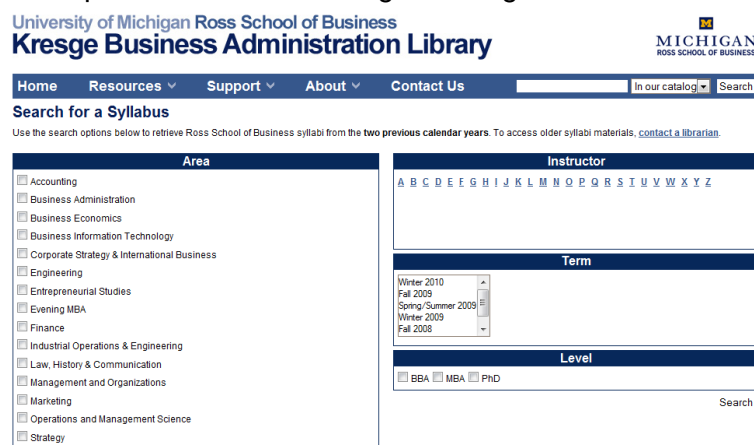 University of Michigan Ross School of Business
Kresge Business Administration Library
M
MICHIGAN
ROSS SCHOOL OF BUSINESS
Home Resources Support About Contact Us In our catalog Search
Search for a Syllabus
Use the search options below to retrieve Ross School of Business syllabi from the two previous calendar years. To access older syllabi materials, contact a librarian.
Area
Accounting
Business Administration
Business Economics
Business Information Technology
Corporate Strategy & International Business
Engineering
Entrepreneurial Studies
Evening MBA
Finance
Industrial Operations & Engineering
Law, History & Communication
Management and Organizations
Marketing
Operations and Management Science
Strategy
Instructor
A B C D E F G H I J K L M N O P Q R S T U V W X Y Z
Term
Winter 2010
Fall 2009
Spring/Summer 2009
Winter 2009
Fall 2008
Level
BBA MBA PhD
Search